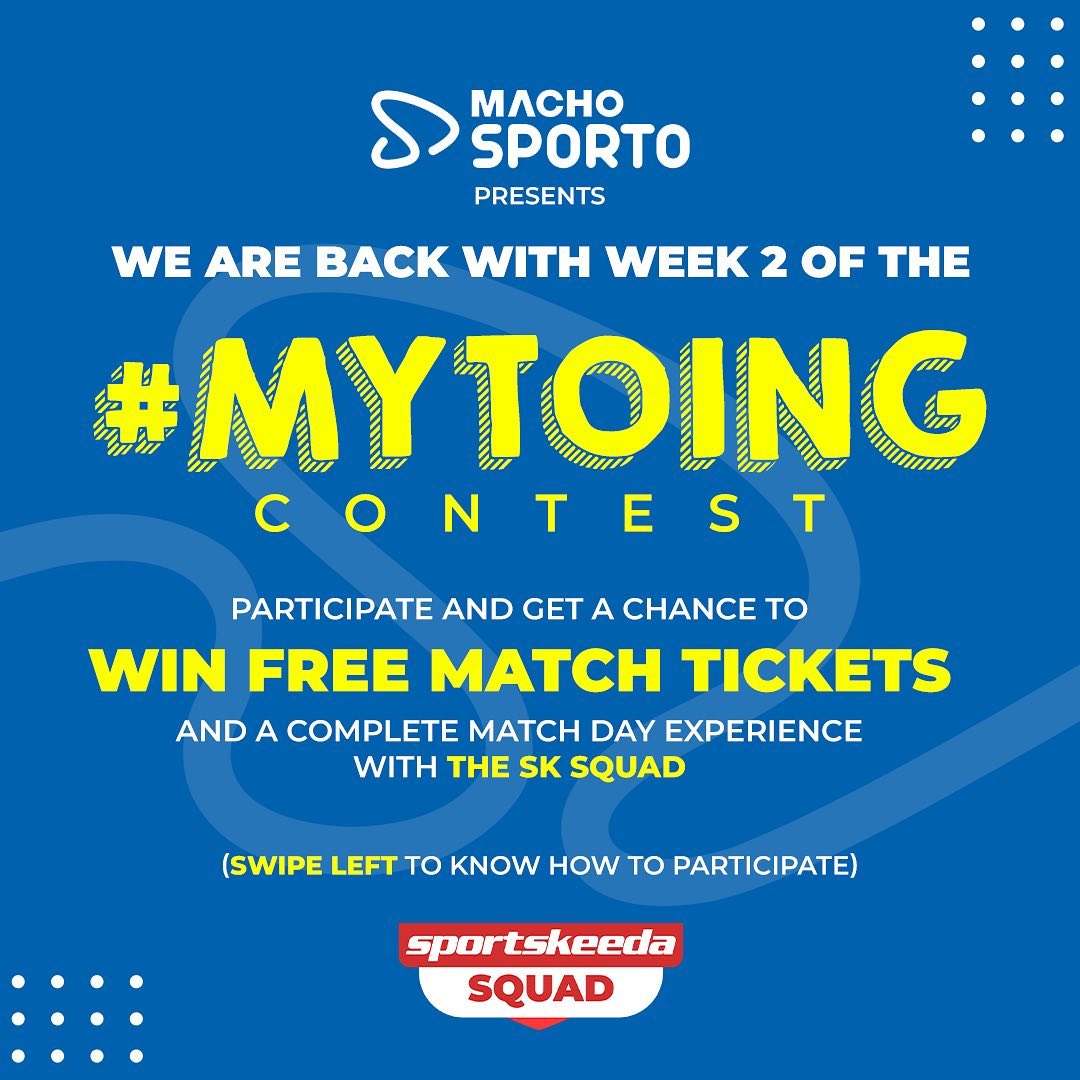 MACHO
SPORTO
PRESENTS
WE ARE BACK WITH WEEK 2 OF THE
#MYTOING
CONTEST
PARTICIPATE AND GET A CHANCE TO
WIN FREE MATCH TICKETS
AND A COMPLETE MATCH DAY EXPERIENCE
WITH THE SK SQUAD
(SWIPE LEFT TO KNOW HOW TO PARTICIPATE)
sportskeeda
SQUAD